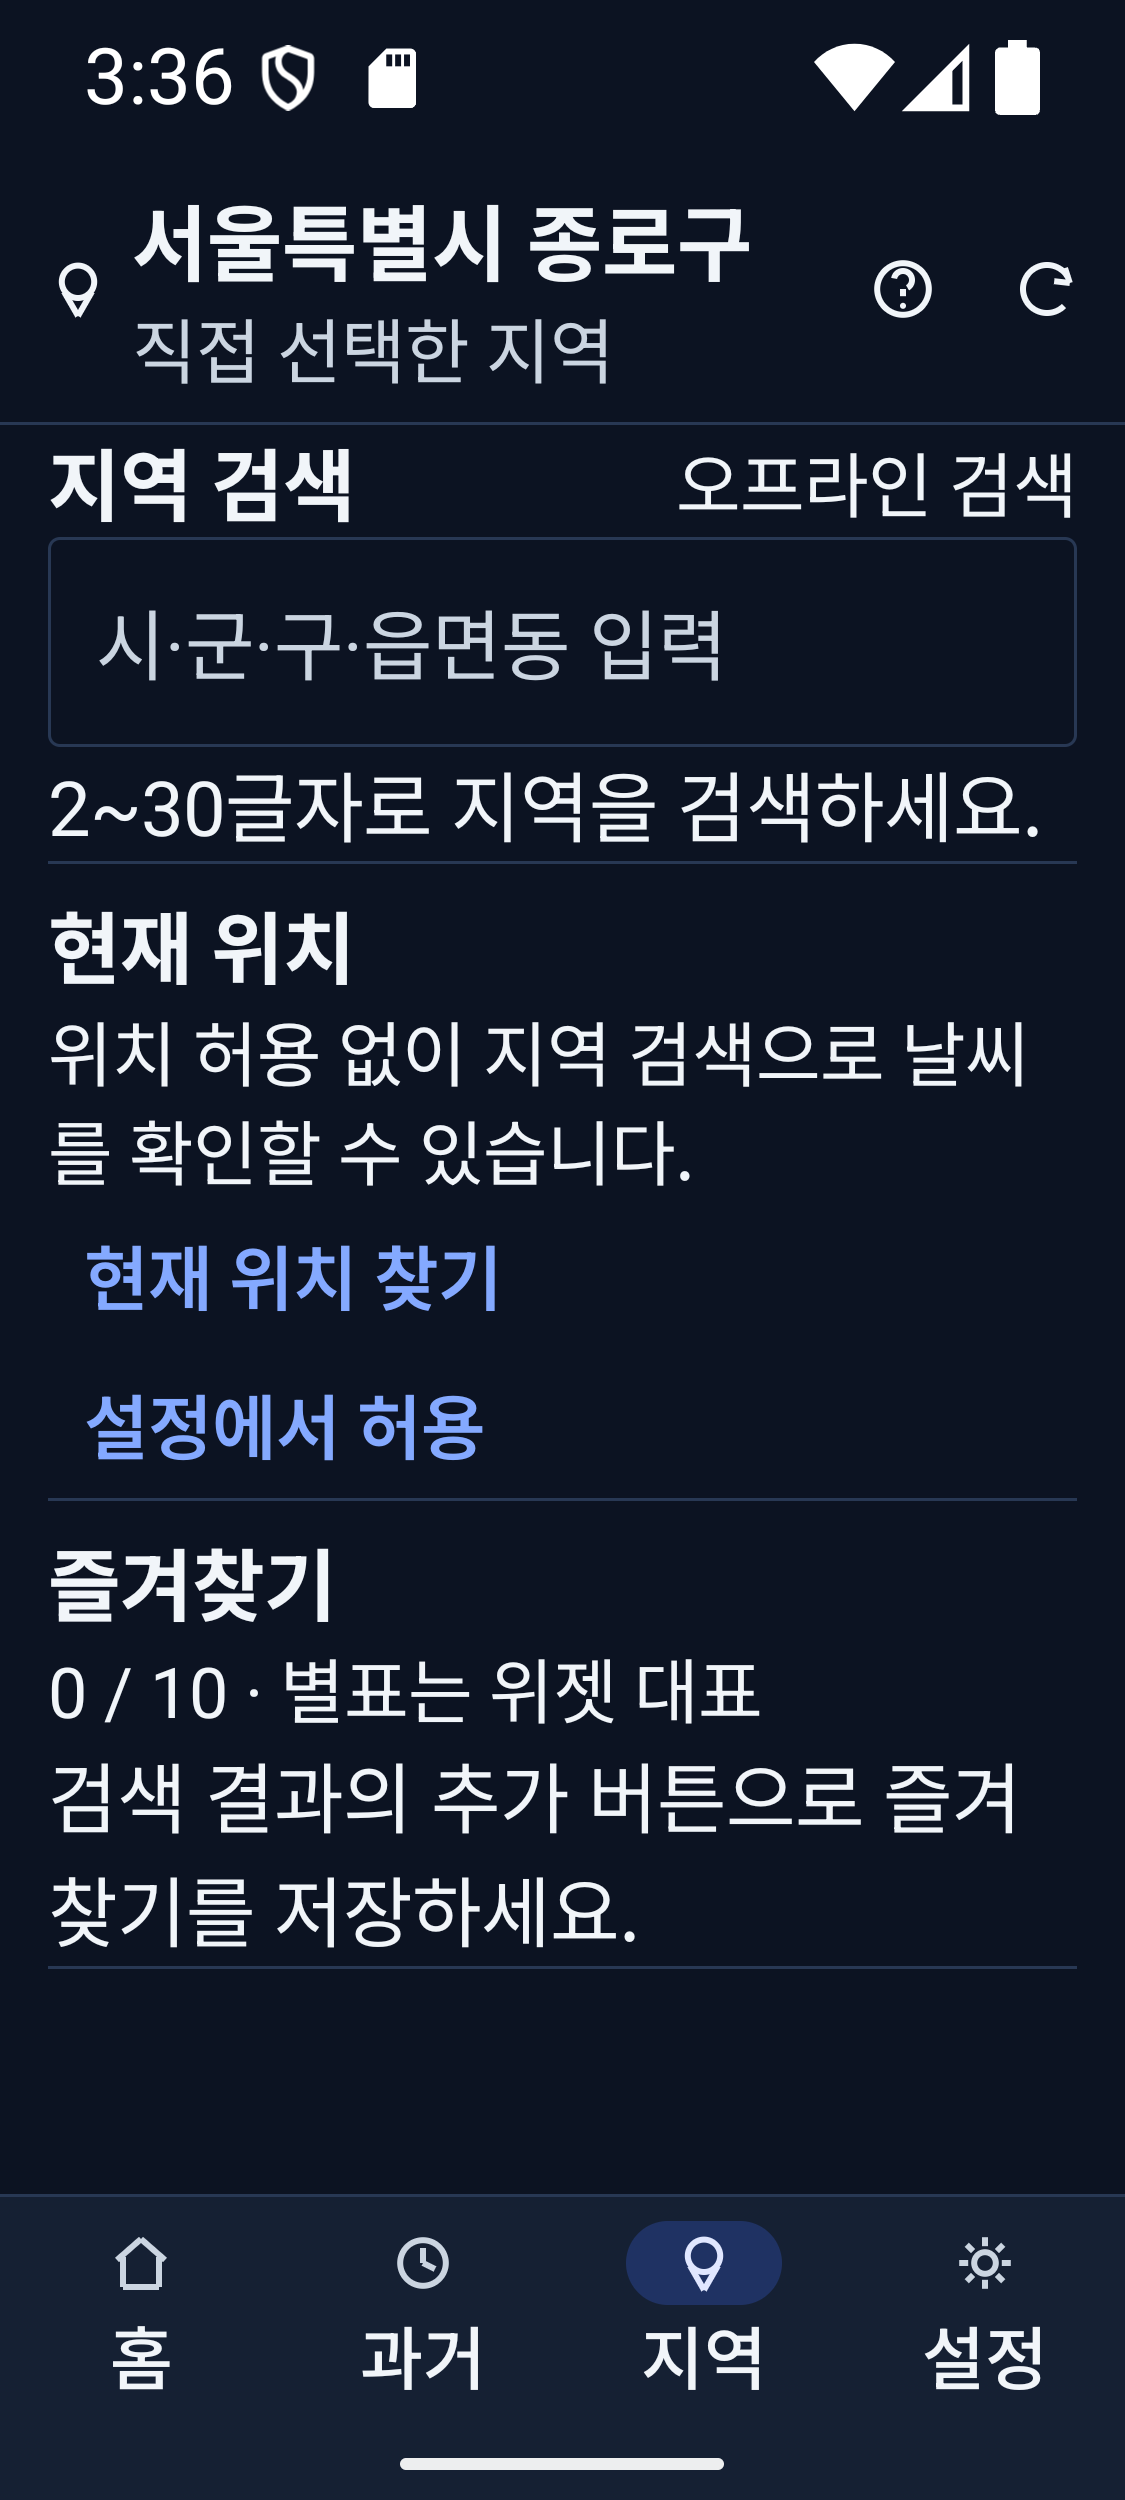 3:36
서울특별시 종로구
직접 선택한 지역
지역 검색
오프라인 검색
시·군·구·읍면동 입력
2~30글자로 지역을 검색하세요.
현재 위치
위치 허용 없이 지역 검색으로 날씨
를 확인할 수 있습니다.
현재 위치 찾기
설정에서 허용
즐겨찾기
0 / 10 · 별표는 위젯 대표
검색 결과의 추가 버튼으로 즐겨
찾기를 저장하세요.
홈
과거
지역
설정